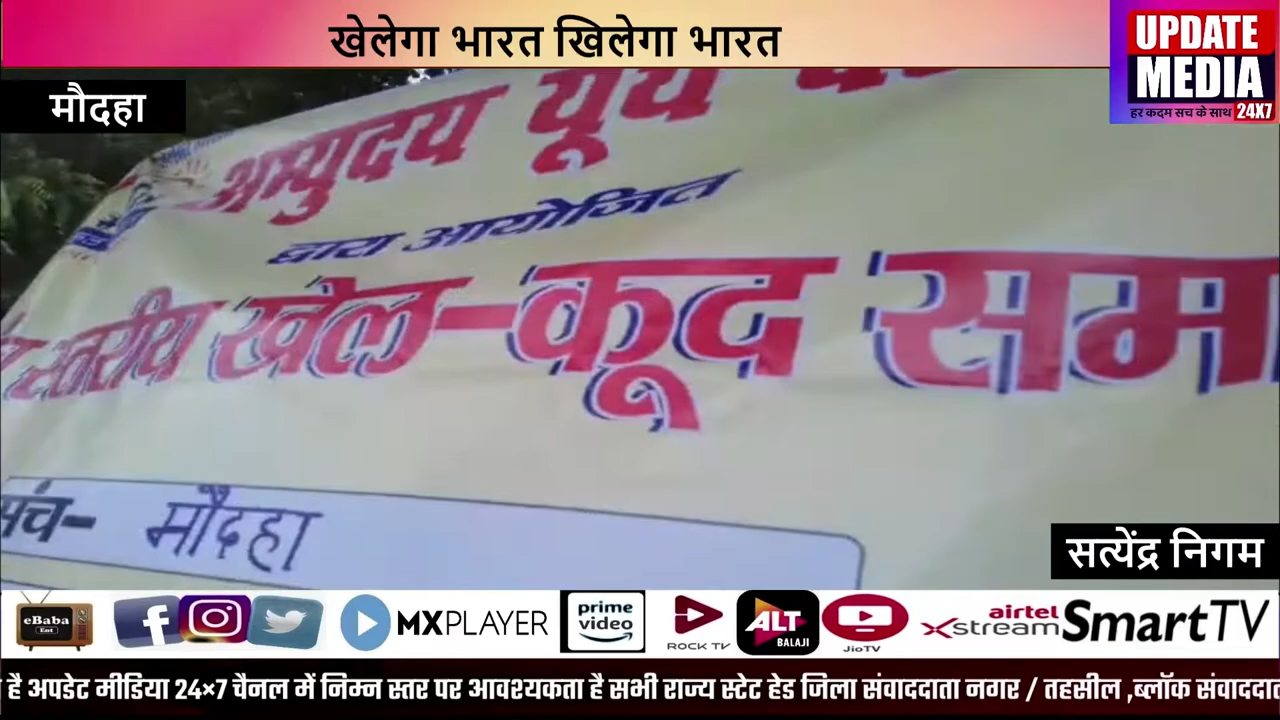 खेलेगा भारत खिलेगा भारत
UPDATE
MEDIA
हर कदम सच के साथ 24X7
मौदहा
अभ्युदय यूथ
द्वारा आयोजित
स्तरीय खेल-कूद सम
मंच- मौदहा
सत्येंद्र निगम
eBaba
Ent
MXPLAYER
prime
video
ROCK TV
ALT
BALAJI
JioTV
airtel
xstream
SmartTV
है अपडेट मीडिया 24×7 चैनल में निम्न स्तर पर आवश्यकता है सभी राज्य स्टेट हेड जिला संवाददाता नगर / तहसील ,ब्लॉक संवाददाता